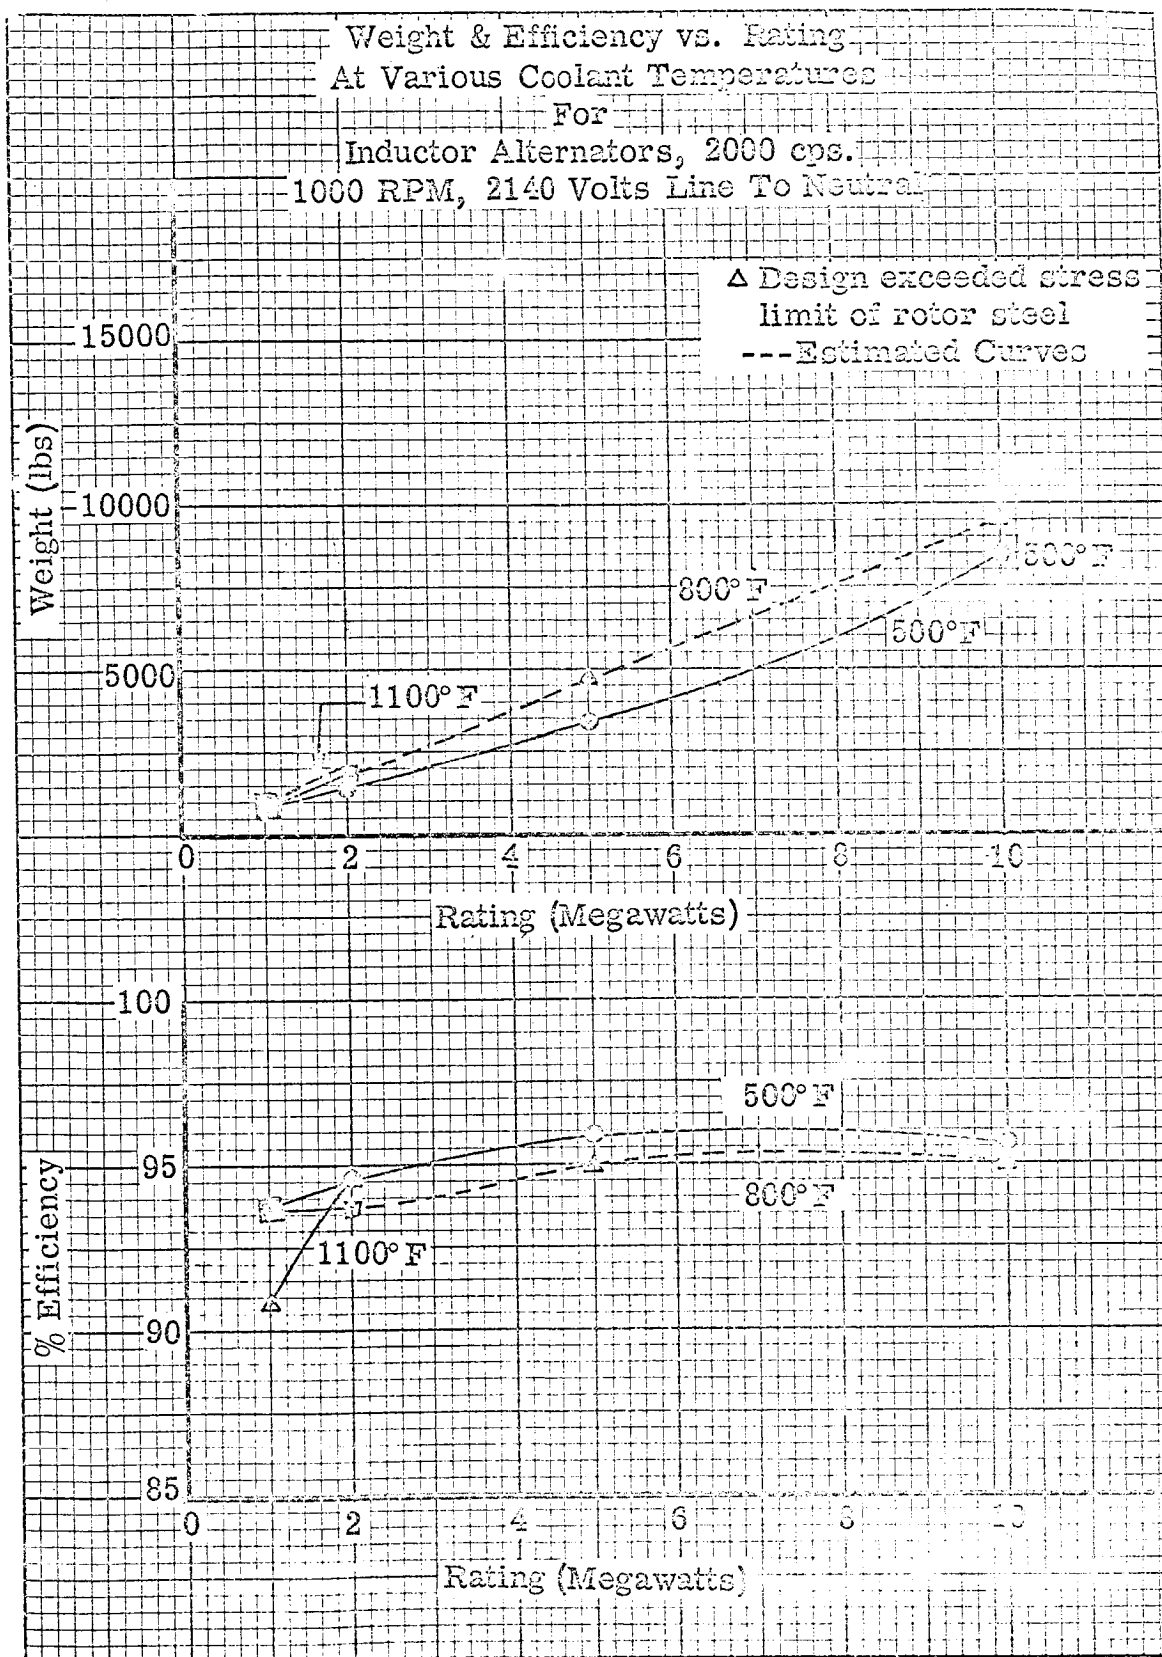 Weight & Efficiency vs. Rating
At Various Coolant Temperatures
For
Inductor Alternators, 2000 cps.
1000 RPM, 2140 Volts Line To Neutral
Δ Design exceeded stress
limit of rotor steel
---Estimated Curves
15000
10000
5000
Weight (lbs)
800°F
500°F
1100°F
0 2 4 6 8 10
Rating (Megawatts)
100
95
90
85
% Efficiency
500°F
800°F
1100°F
0 2 4 6 8 10
Rating (Megawatts)